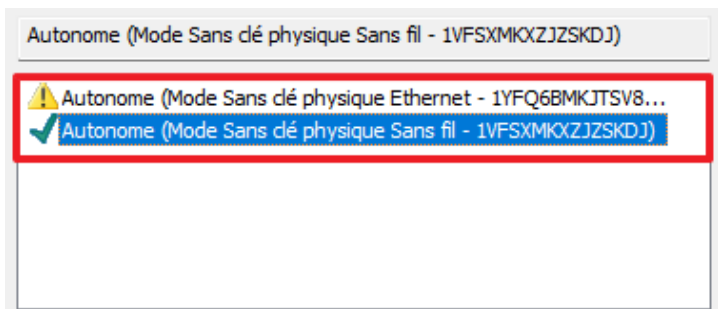 Autonome (Mode Sans clé physique Sans fil - 1VFSXMKXZJZSKDJ)
Autonome (Mode Sans clé physique Ethernet - 1YFQ6BMKJTSV8...
Autonome (Mode Sans clé physique Sans fil - 1VFSXMKXZJZSKDJ)